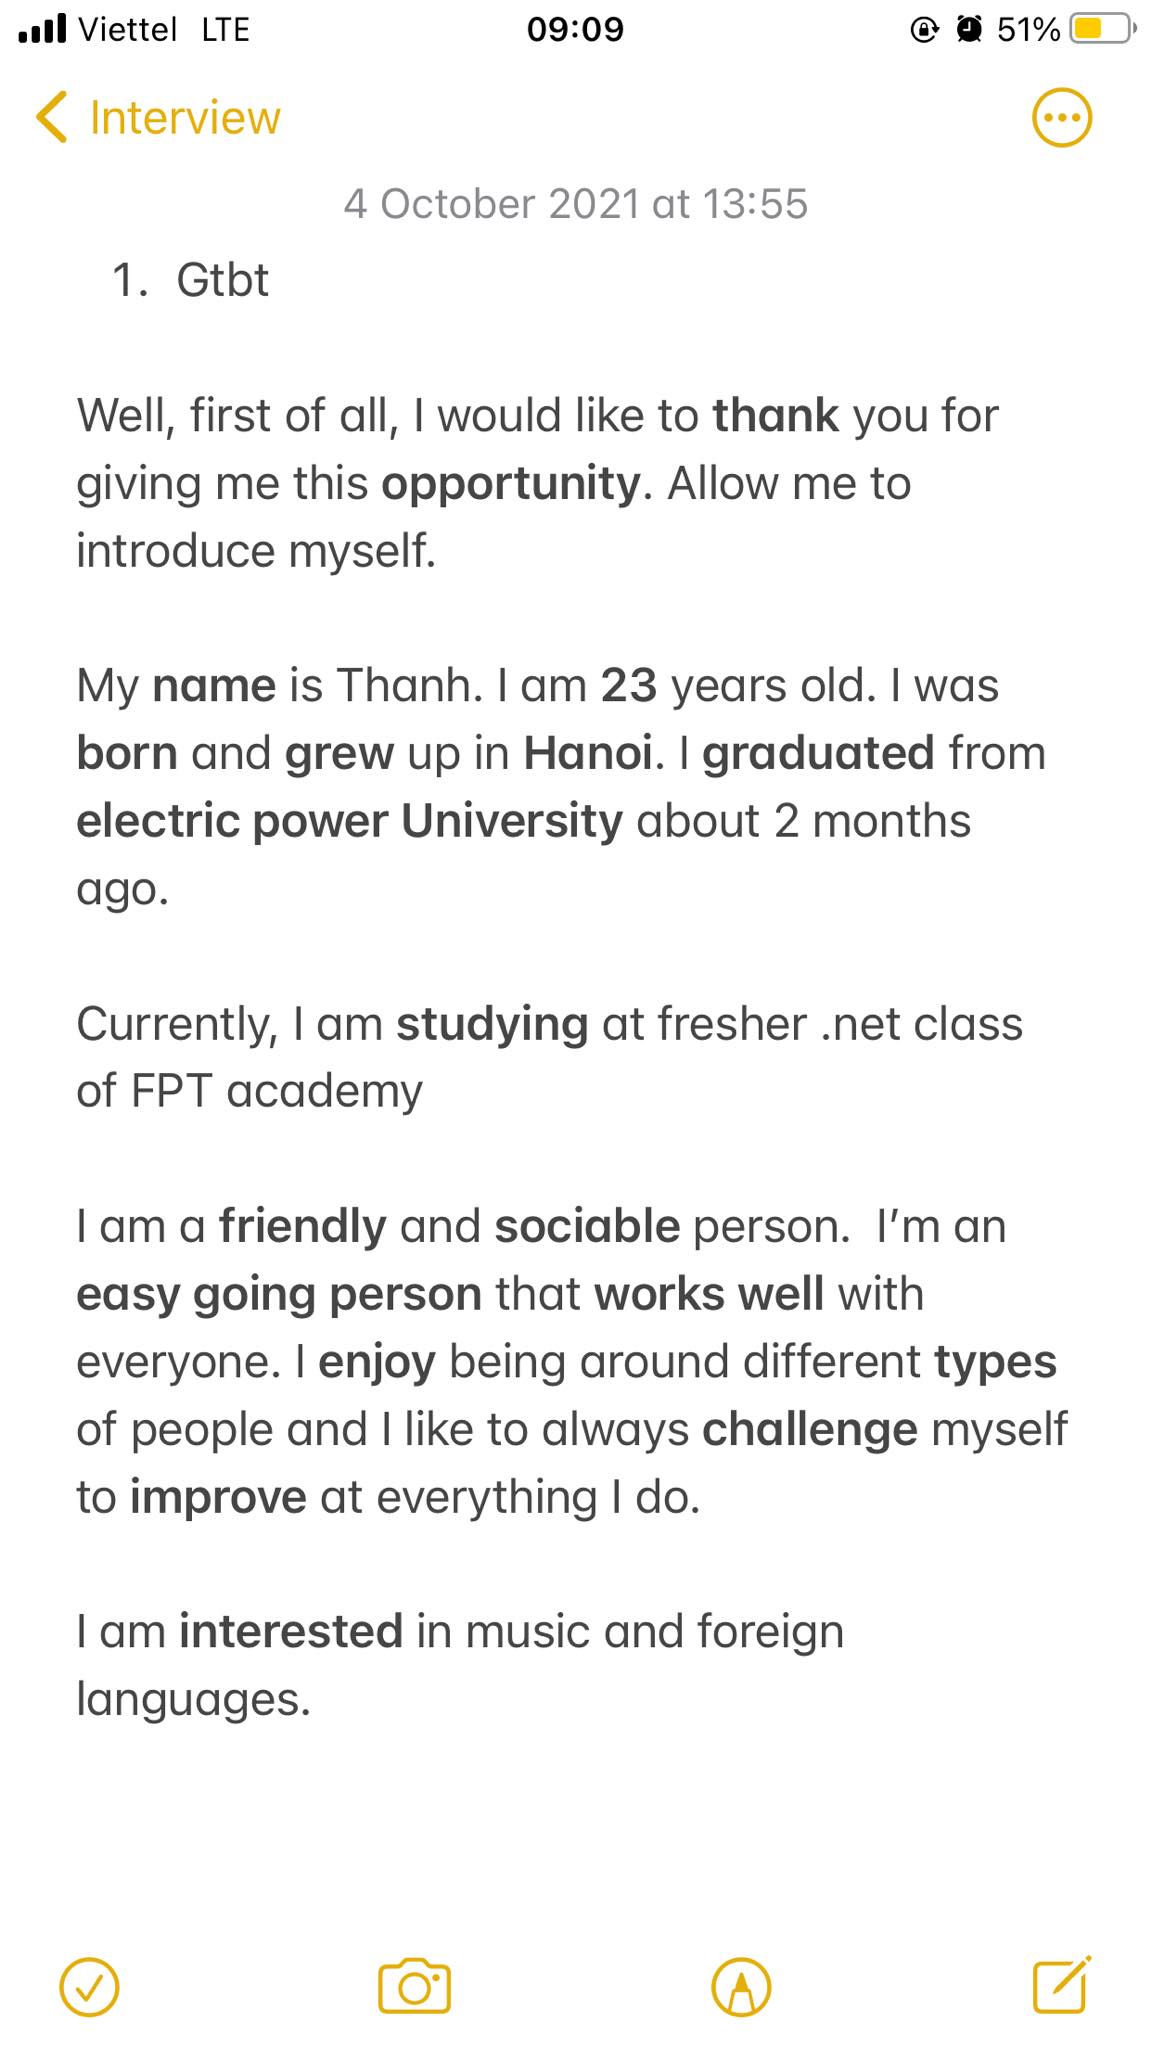 Viettel LTE 09:09 51%
Interview
4 October 2021 at 13:55
1. Gtbt
Well, first of all, I would like to thank you for
giving me this opportunity. Allow me to
introduce myself.
My name is Thanh. I am 23 years old. I was
born and grew up in Hanoi. I graduated from
electric power University about 2 months
ago.
Currently, I am studying at fresher .net class
of FPT academy
I am a friendly and sociable person.  I’m an
easy going person that works well with
everyone. I enjoy being around different types
of people and I like to always challenge myself
to improve at everything I do.
I am interested in music and foreign
languages.